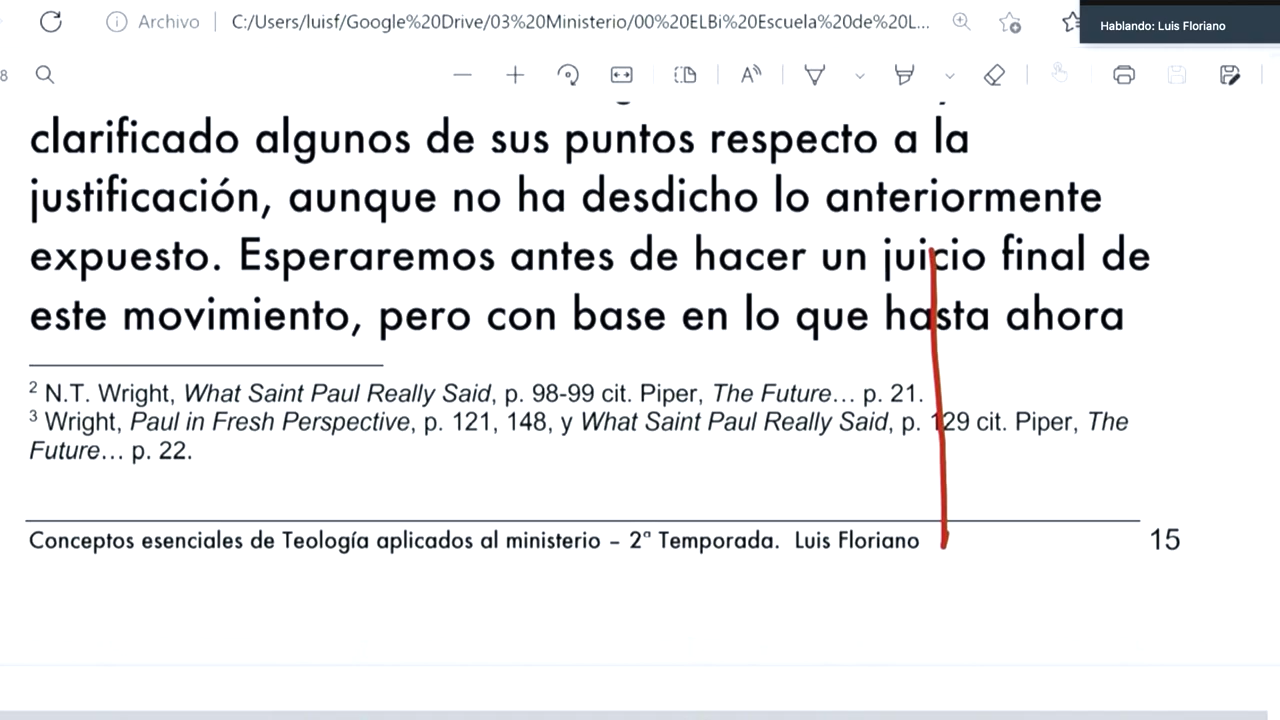 Archivo
C:/Users/luisf/Google%20Drive/03%20Ministerio/00%20ELBi%20Escuela%20de%20L...
Hablando: Luis Floriano
8
clarificado algunos de sus puntos respecto a la
justificación, aunque no ha desdicho lo anteriormente
expuesto. Esperaremos antes de hacer un juicio final de
este movimiento, pero con base en lo que hasta ahora
2 N.T. Wright, What Saint Paul Really Said, p. 98-99 cit. Piper, The Future… p. 21.
3 Wright, Paul in Fresh Perspective, p. 121, 148, y What Saint Paul Really Said, p. 129 cit. Piper, The
Future… p. 22.
Conceptos esenciales de Teología aplicados al ministerio – 2ª Temporada. Luis Floriano 15